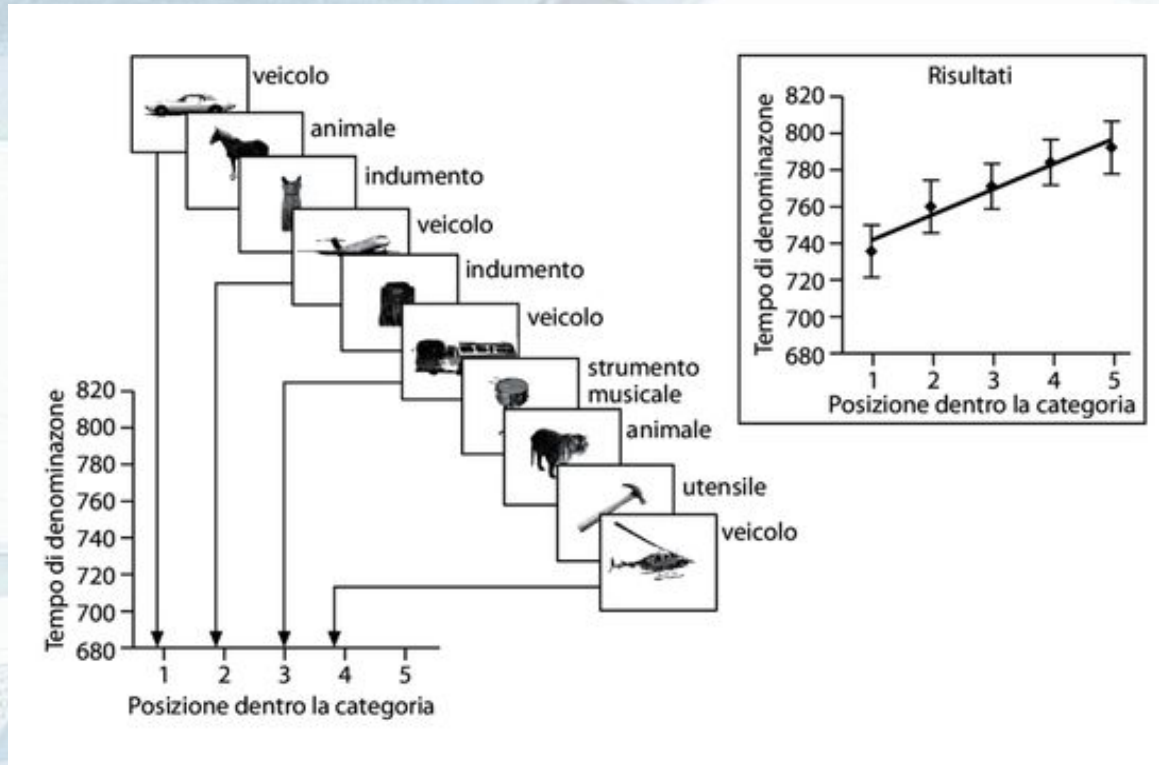 veicolo
animale
indumento
veicolo
indumento
veicolo
strumento
musicale
animale
utensile
veicolo
Tempo di denominazone
820
800
780
760
740
720
700
680
1 2 3 4 5
Posizione dentro la categoria
Risultati
Tempo di denominazone
820
800
780
760
740
720
700
680
1 2 3 4 5
Posizione dentro la categoria